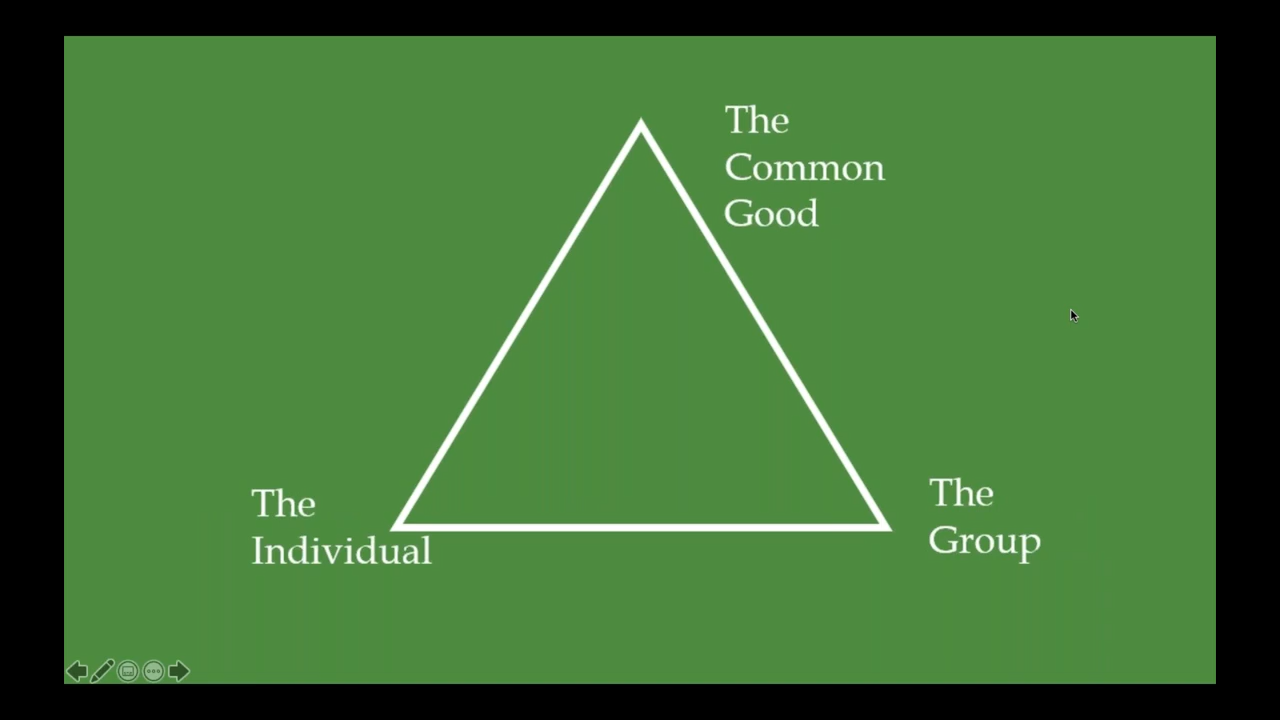 The
Common
Good
The
Individual
The
Group